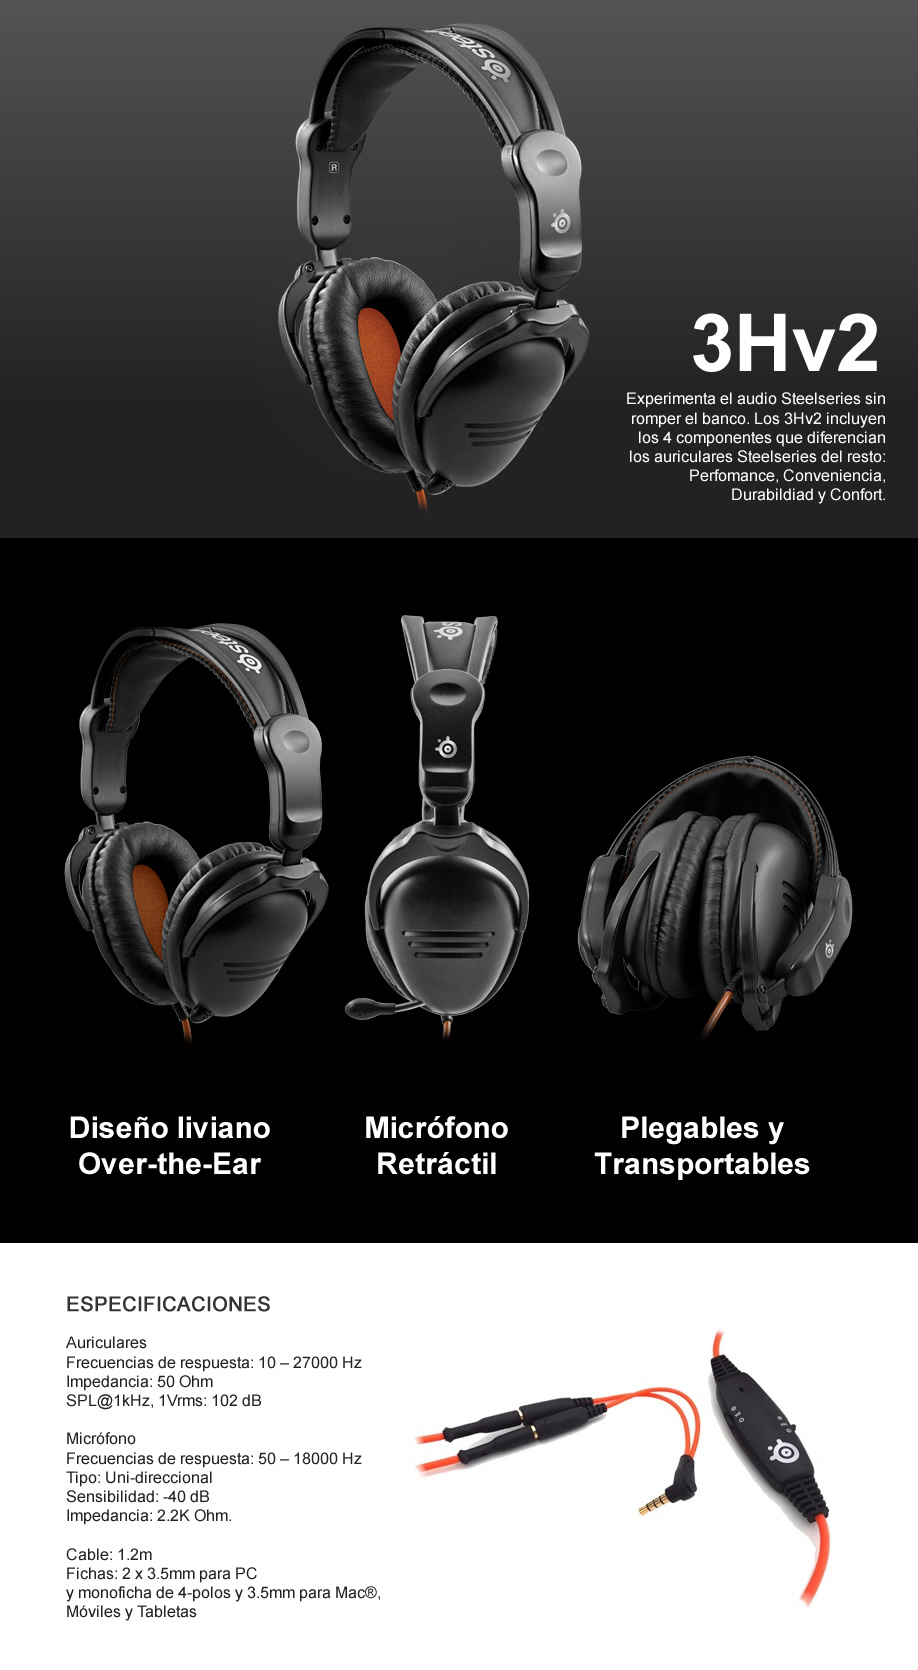 steels
R
3Hv2
Experimenta el audio Steelseries sin
romper el banco. Los 3Hv2 incluyen
los 4 componentes que diferencian
los auriculares Steelseries del resto:
Perfomance, Conveniencia,
Durabildiad y Confort.
Diseño liviano
Over-the-Ear
Micrófono
Retráctil
Plegables y
Transportables
ESPECIFICACIONES
Auriculares
Frecuencias de respuesta: 10 – 27000 Hz
Impedancia: 50 Ohm
SPL@1kHz, 1Vrms: 102 dB
Micrófono
Frecuencias de respuesta: 50 – 18000 Hz
Tipo: Uni-direccional
Sensibilidad: -40 dB
Impedancia: 2.2K Ohm.
Cable: 1.2m
Fichas: 2 x 3.5mm para PC
y monoficha de 4-polos y 3.5mm para Mac®,
Móviles y Tabletas